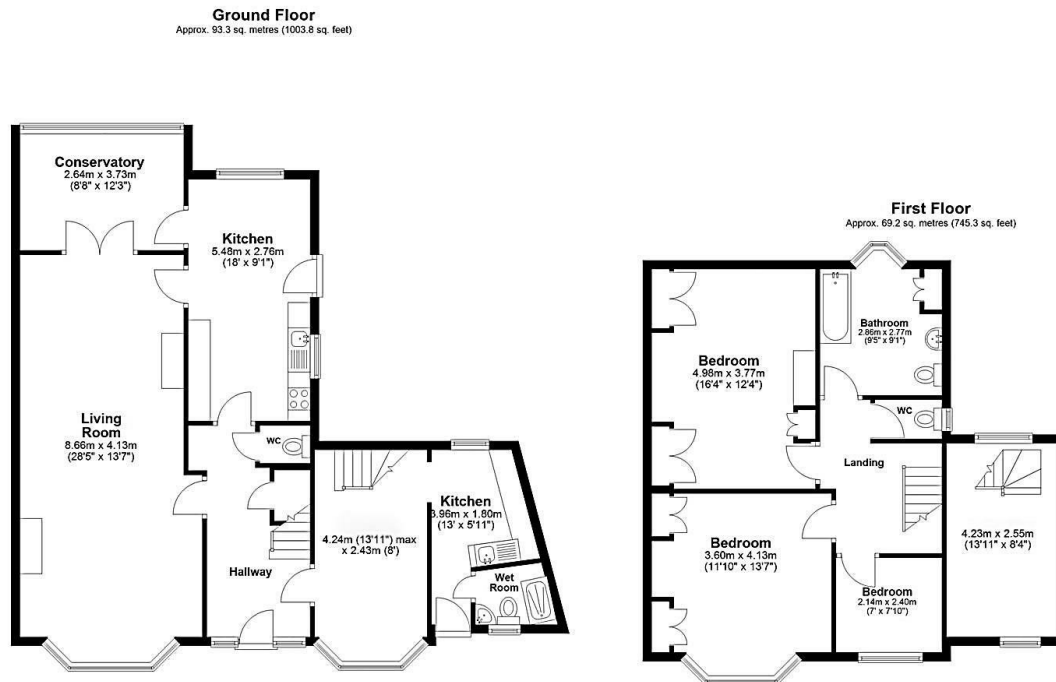 Ground Floor
Approx. 93.3 sq. metres (1003.8 sq. feet)
Conservatory
2.64m x 3.73m
(8'8" x 12'3")
Kitchen
5.48m x 2.76m
(18' x 9'1")
Living
Room
8.66m x 4.13m
(28'5" x 13'7")
WC
Hallway
4.24m (13'11") max
x 2.43m (8')
Kitchen
3.96m x 1.80m
(13' x 5'11")
Wet
Room
First Floor
Approx. 69.2 sq. metres (745.3 sq. feet)
Bathroom
2.86m x 2.77m
(9'5" x 9'1")
Bedroom
4.98m x 3.77m
(16'4" x 12'4")
WC
Landing
4.23m x 2.55m
(13'11" x 8'4")
Bedroom
3.60m x 4.13m
(11'10" x 13'7")
Bedroom
2.14m x 2.40m
(7' x 7'10")